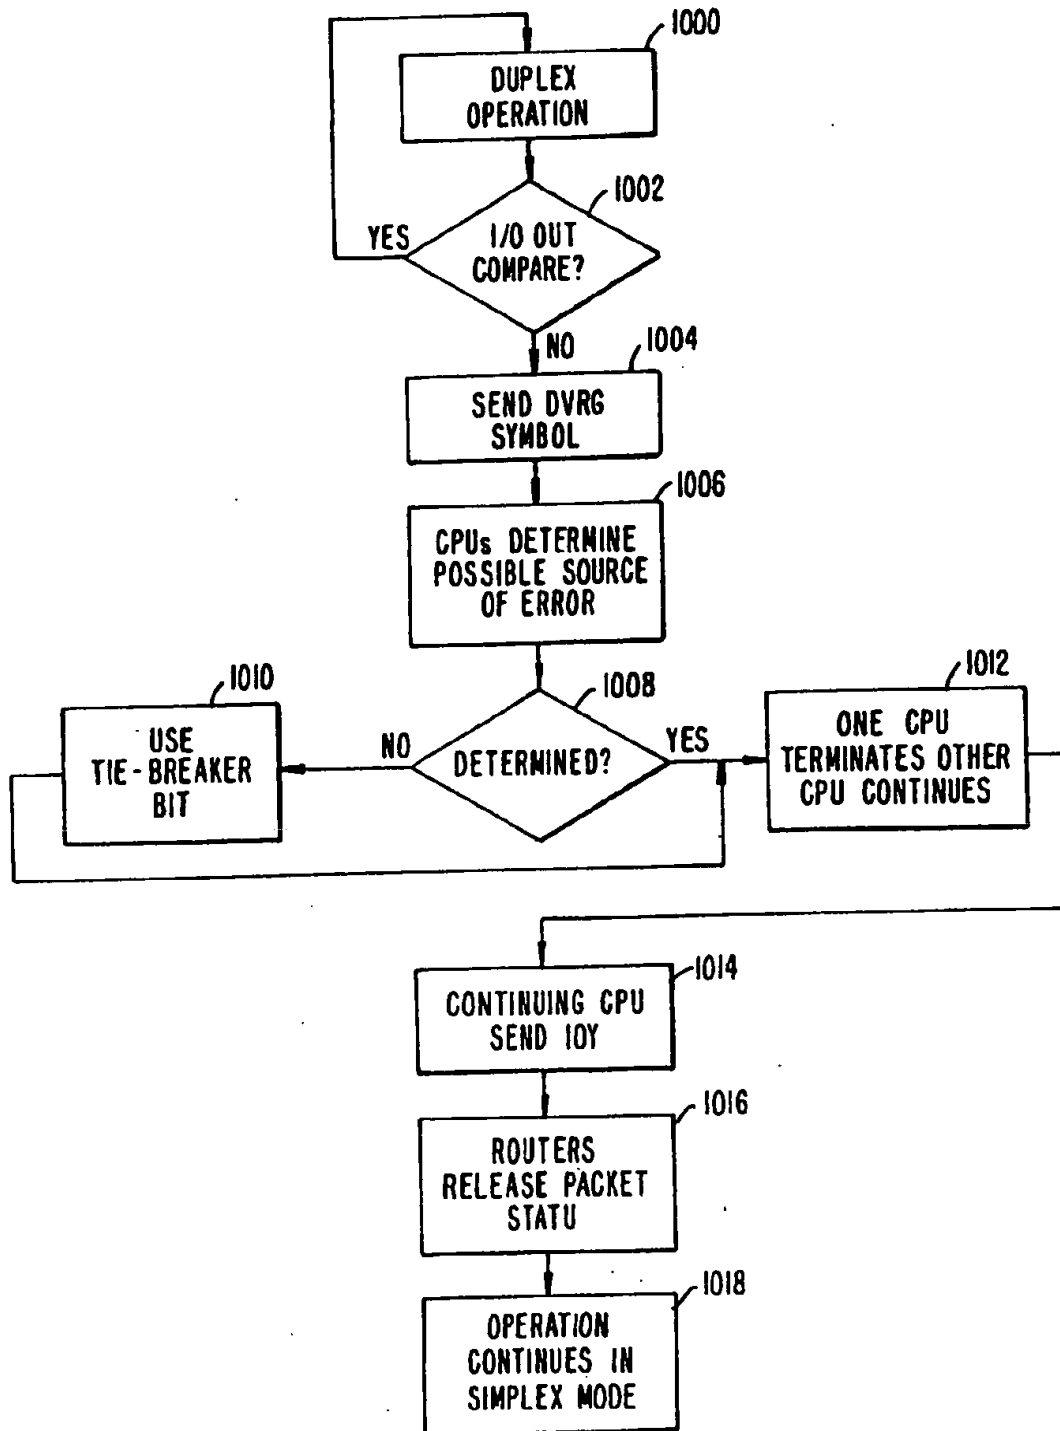 1000
DUPLEX
OPERATION
1002
YES
I/O OUT
COMPARE?
NO
1004
SEND DVRG
SYMBOL
1006
CPUs DETERMINE
POSSIBLE SOURCE
OF ERROR
1008
DETERMINED?
NO
YES
1010
USE
TIE-BREAKER
BIT
1012
ONE CPU
TERMINATES OTHER
CPU CONTINUES
1014
CONTINUING CPU
SEND IOY
1016
ROUTERS
RELEASE PACKET
STATU
1018
OPERATION
CONTINUES IN
SIMPLEX MODE